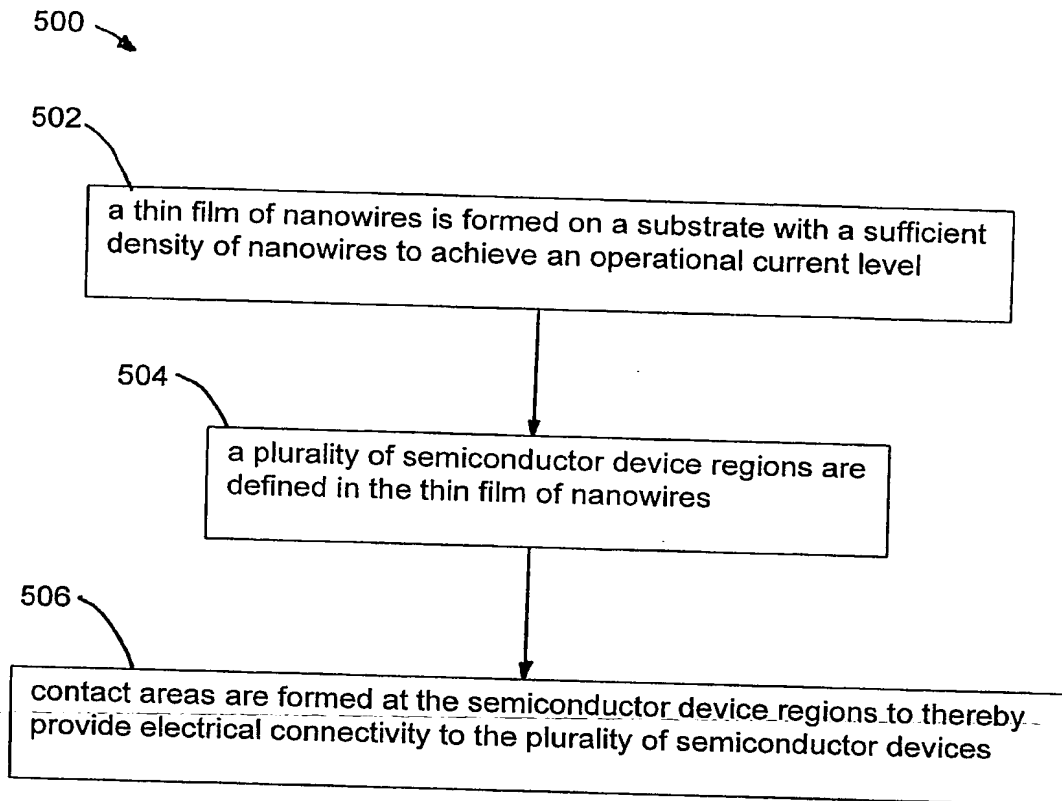 500
502
a thin film of nanowires is formed on a substrate with a sufficient
density of nanowires to achieve an operational current level
504
a plurality of semiconductor device regions are
defined in the thin film of nanowires
506
contact areas are formed at the semiconductor device regions to thereby
provide electrical connectivity to the plurality of semiconductor devices